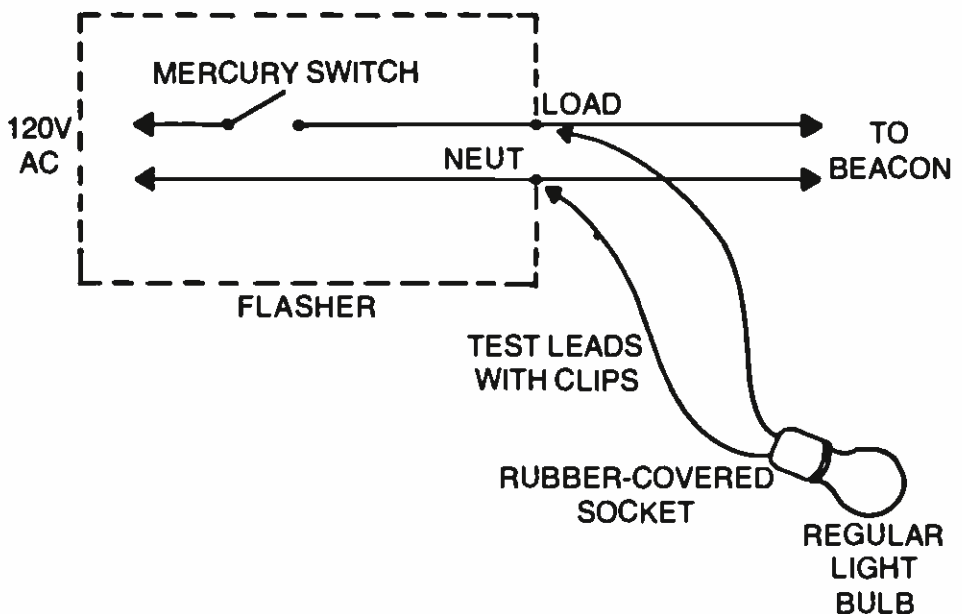 MERCURY SWITCH
120V
AC
LOAD
NEUT
TO
BEACON
FLASHER
TEST LEADS
WITH CLIPS
RUBBER-COVERED
SOCKET
REGULAR
LIGHT
BULB